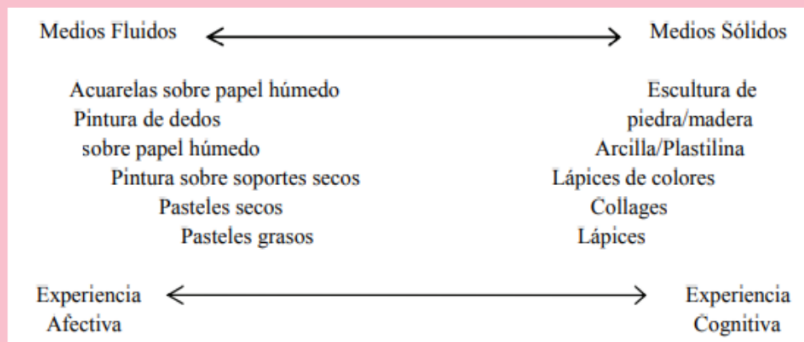 Medios Fluidos
Medios Sólidos
Acuarelas sobre papel húmedo
Pintura de dedos
sobre papel húmedo
Pintura sobre soportes secos
Pasteles secos
Pasteles grasos
Escultura de
piedra/madera
Arcilla/Plastilina
Lápices de colores
Collages
Lápices
Experiencia
Afectiva
Experiencia
Cognitiva